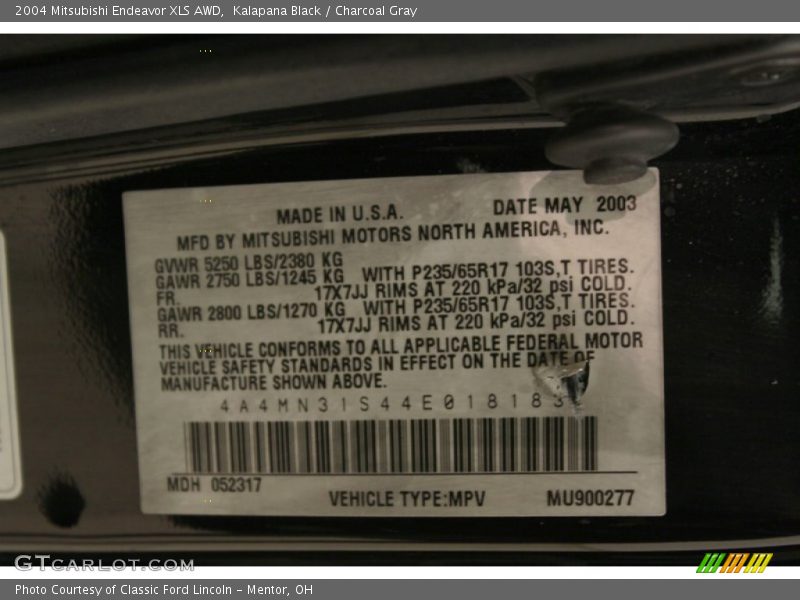 2004 Mitsubishi Endeavor XLS AWD, Kalapana Black / Charcoal Gray
MADE IN U.S.A. DATE MAY 2003
MFD BY MITSUBISHI MOTORS NORTH AMERICA, INC.
GVWR 5250 LBS/2380 KG
GAWR 2750 LBS/1245 KG WITH P235/65R17 103S,T TIRES.
FR. 17X7JJ RIMS AT 220 kPa/32 psi COLD.
GAWR 2800 LBS/1270 KG WITH P235/65R17 103S,T TIRES.
RR. 17X7JJ RIMS AT 220 kPa/32 psi COLD.
THIS VEHICLE CONFORMS TO ALL APPLICABLE FEDERAL MOTOR
VEHICLE SAFETY STANDARDS IN EFFECT ON THE DATE OF
MANUFACTURE SHOWN ABOVE.
MDH 052317
VEHICLE TYPE:MPV MU900277
GTCARLOT.COM
Photo Courtesy of Classic Ford Lincoln – Mentor, OH